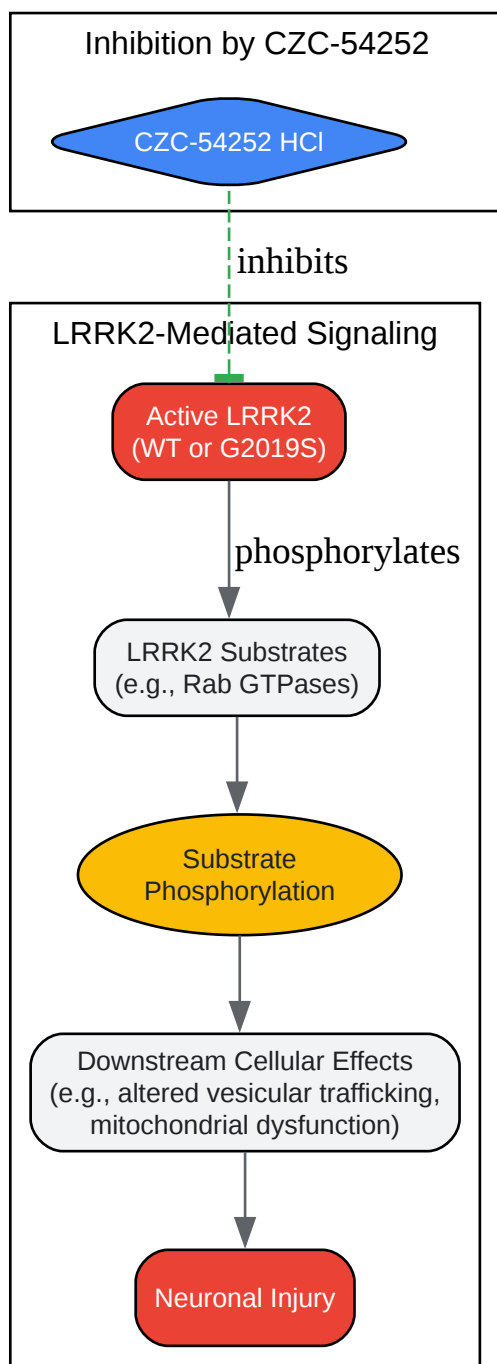 Inhibition by CZC-54252
CZC-54252 HCl
inhibits
LRRK2-Mediated Signaling
Active LRRK2
(WT or G2019S)
phosphorylates
LRRK2 Substrates
(e.g., Rab GTPases)
Substrate
Phosphorylation
Downstream Cellular Effects
(e.g., altered vesicular trafficking,
mitochondrial dysfunction)
Neuronal Injury